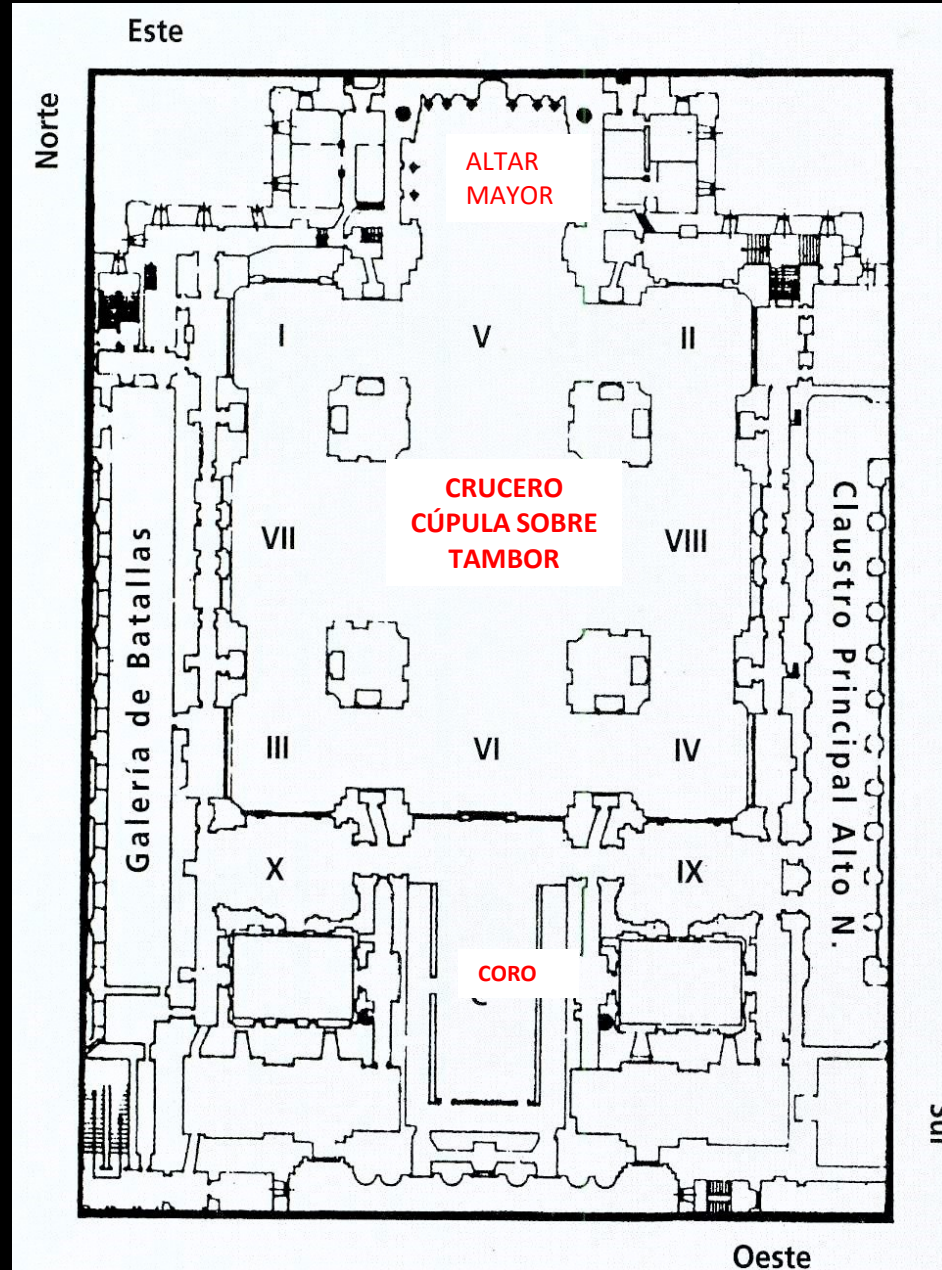 Este
Norte
ALTAR
MAYOR
I
V
II
CRUCERO
CÚPULA SOBRE
TAMBOR
VII
VIII
Galería de Batallas
Claustro Principal Alto N.
III
VI
IV
X
IX
CORO
Sur
Oeste